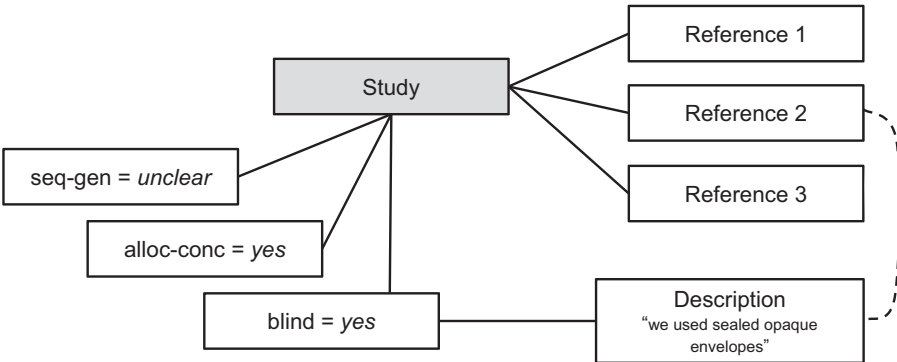 Reference 1
Study
Reference 2
seq-gen = unclear
Reference 3
alloc-conc = yes
blind = yes
Description
“we used sealed opaque
envelopes”